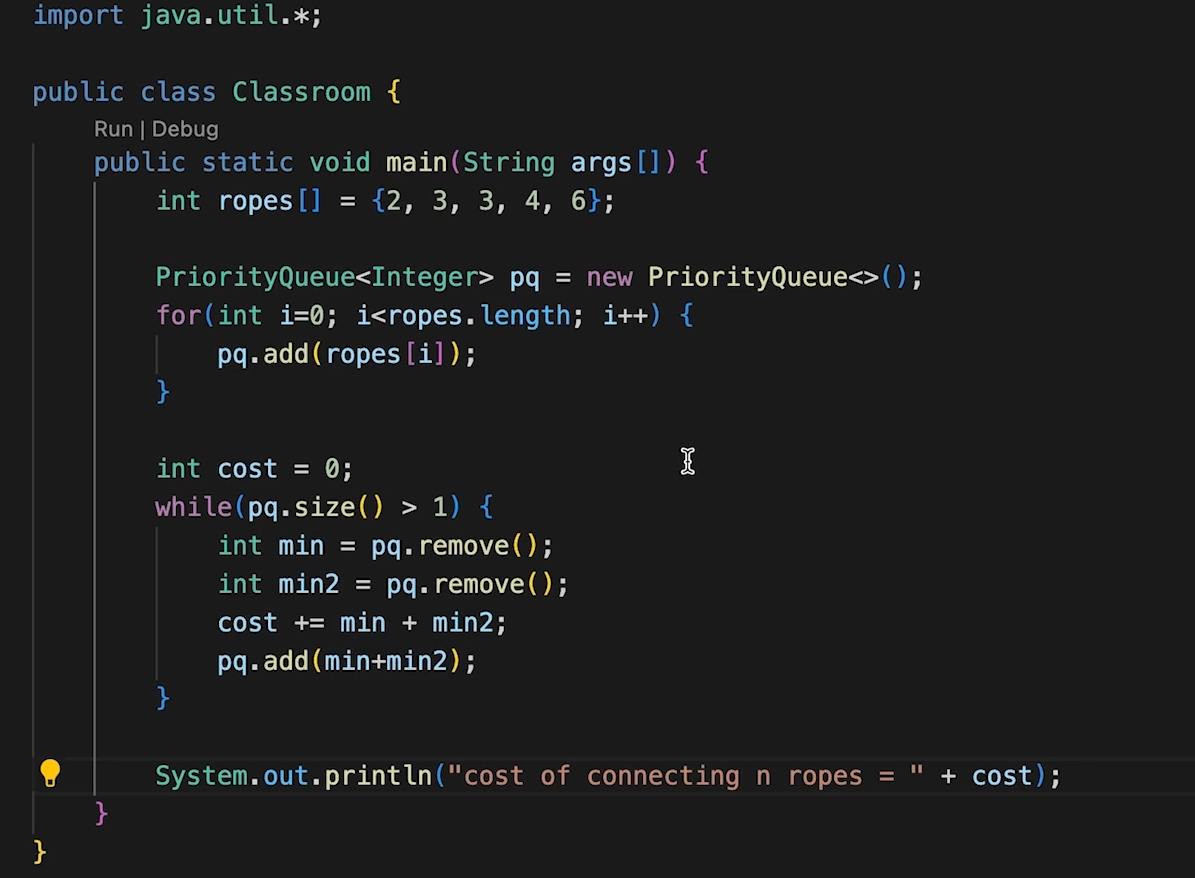 import java.util.*;
public class Classroom {
Run | Debug
public static void main(String args[]) {
int ropes[] = {2, 3, 3, 4, 6};
PriorityQueue<Integer> pq = new PriorityQueue<>();
for(int i=0; i<ropes.length; i++) {
pq.add(ropes[i]);
}
int cost = 0;
while(pq.size() > 1) {
int min = pq.remove();
int min2 = pq.remove();
cost += min + min2;
pq.add(min+min2);
}
System.out.println("cost of connecting n ropes = " + cost);
}
}